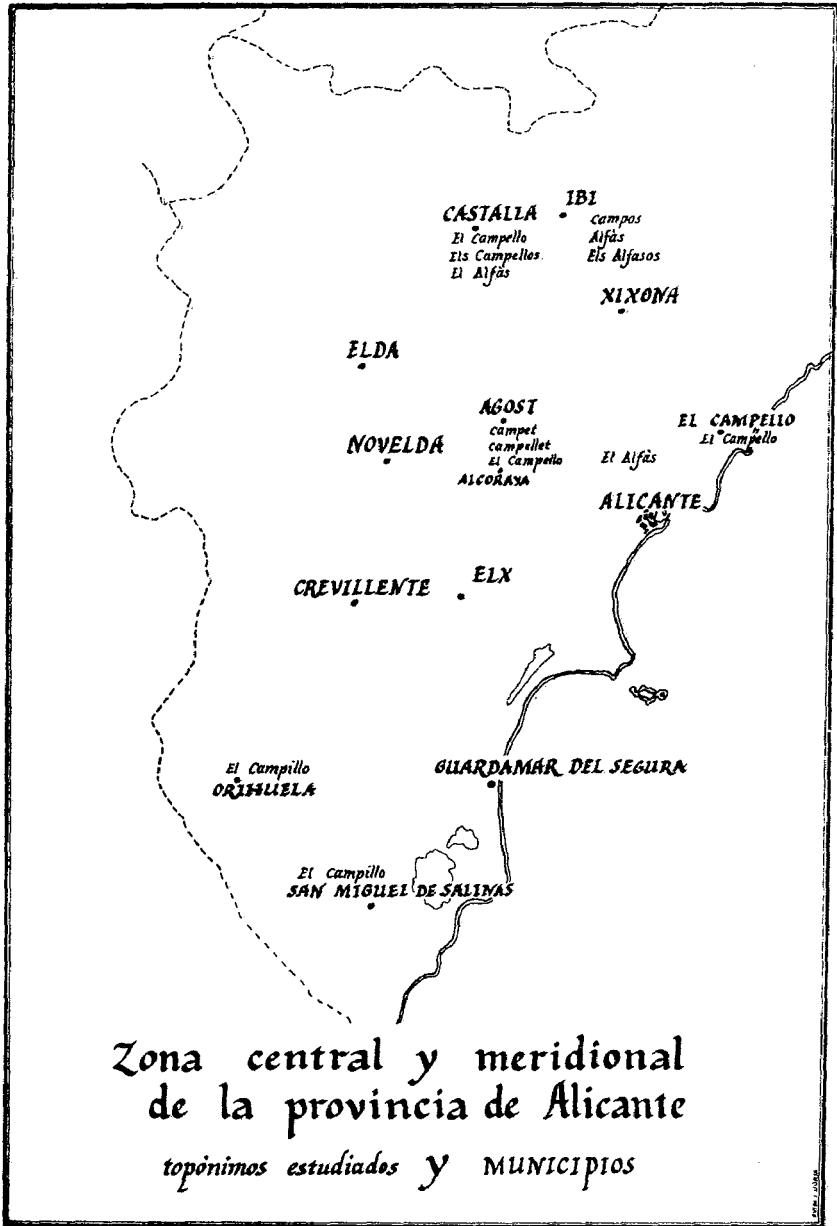 IBI
CASTALLA
Campos
El Campello
Alfàs
Els Campellos
Els Alfasos
El Alfàs
XIXONA
ELDA
AGOST
EL CAMPELLO
Campet
El Campello
NOVELDA
Campellet
El Campello
El Alfàs
ALCORAYA
ALICANTE
ELX
CREVILLENTE
El Campillo
GUARDAMAR DEL SEGURA
ORIHUELA
El Campillo
SAN MIGUEL DE SALINAS
Zona central y meridional
de la provincia de Alicante
topónimos estudiados y MUNICIPIOS